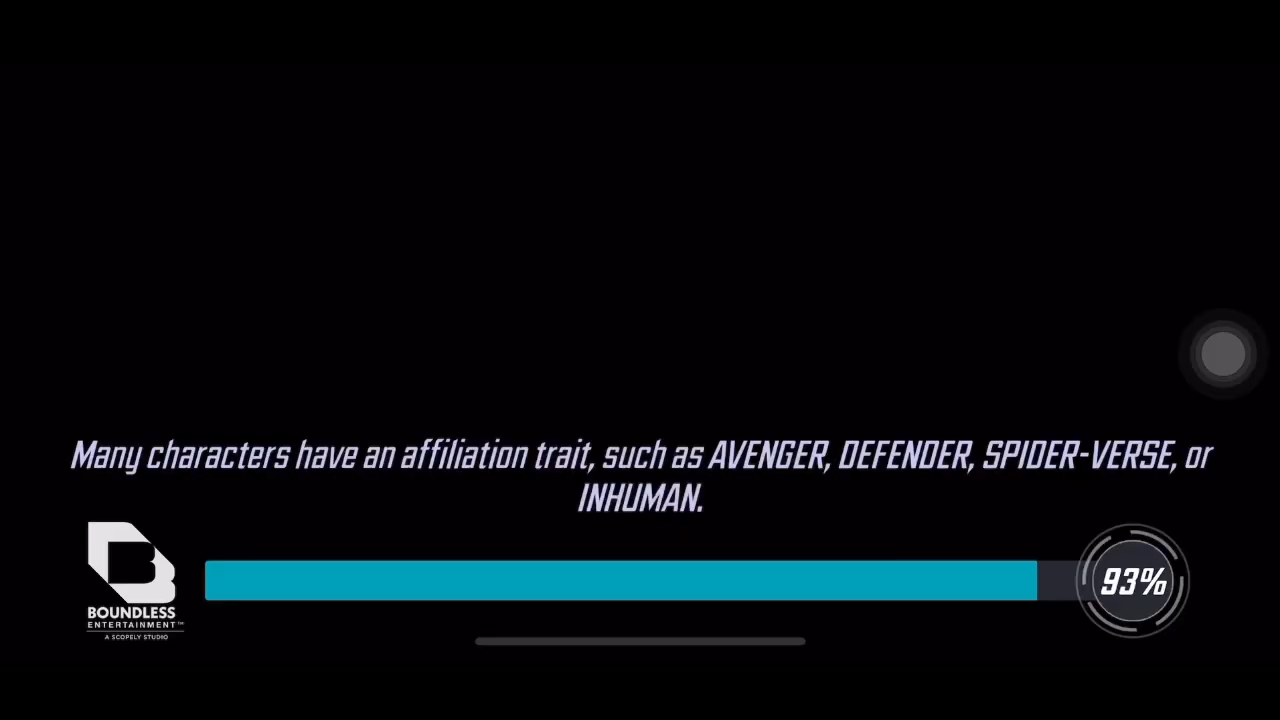 Many characters have an affiliation trait, such as AVENGER, DEFENDER, SPIDER-VERSE, or
INHUMAN.
93%
BOUNDLESS
ENTERTAINMENT™
A SCOPELY STUDIO